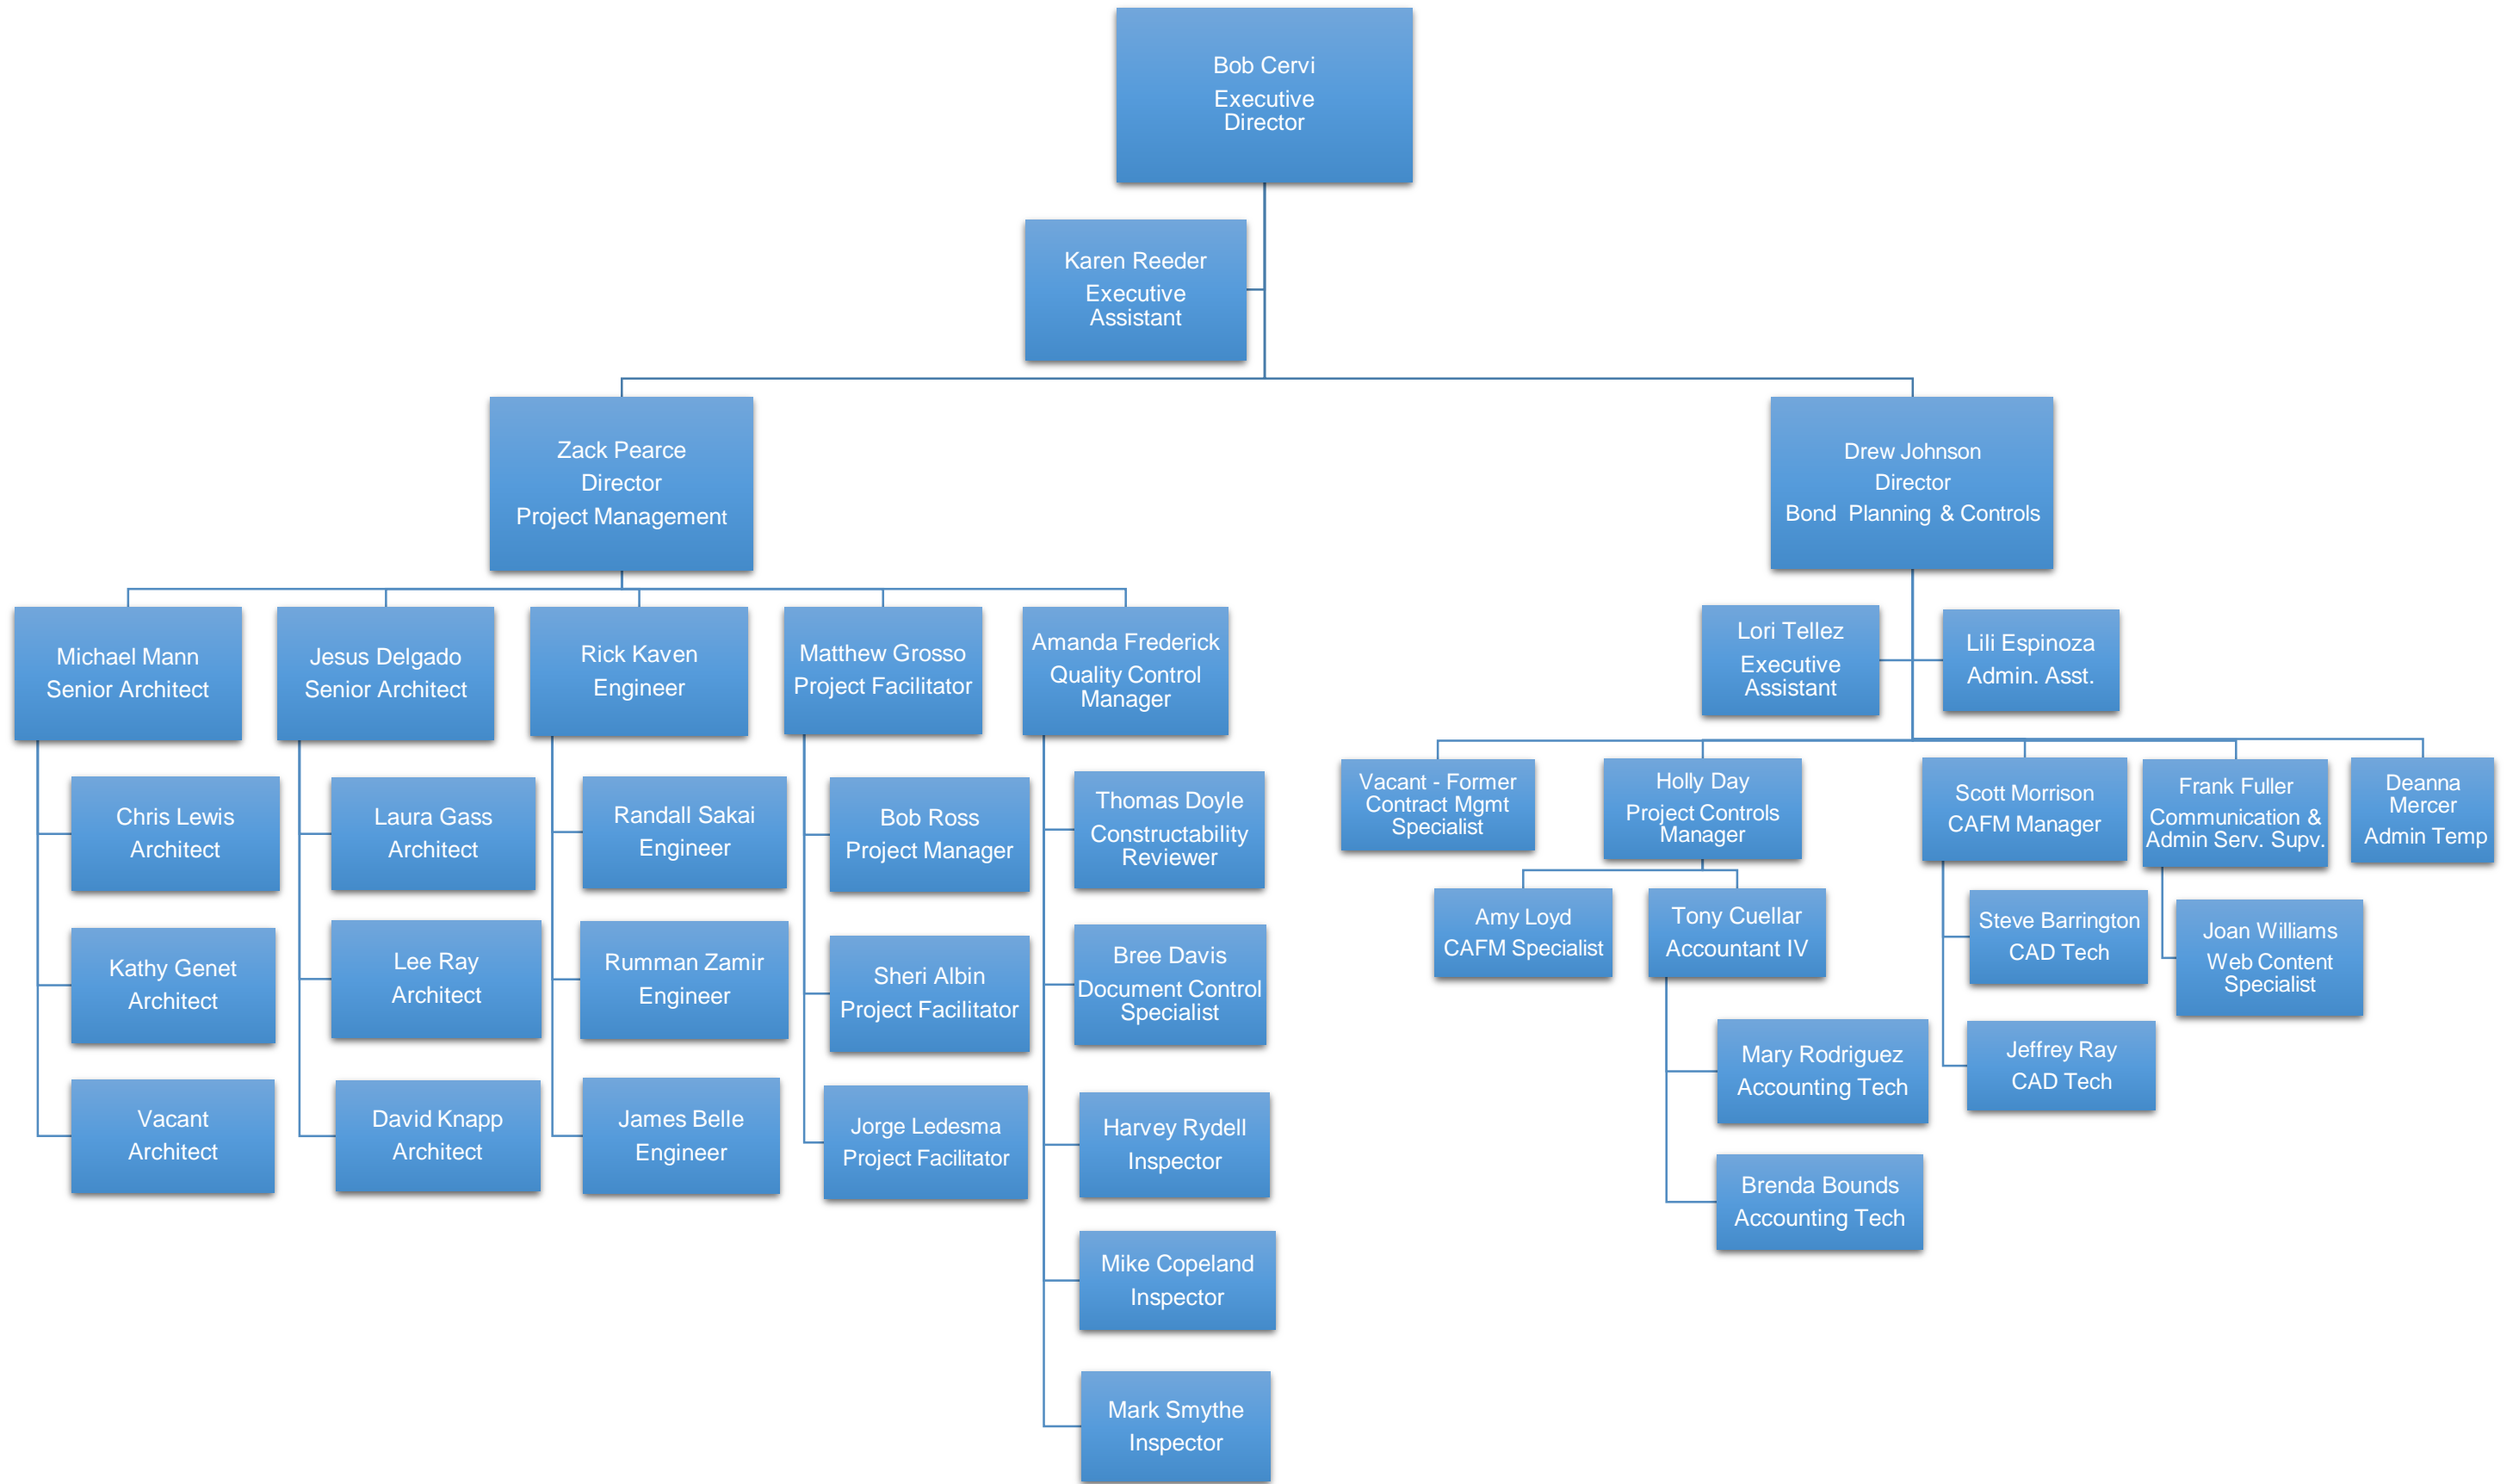 Bob Cervi
Executive
Director
Karen Reeder
Executive
Assistant
Zack Pearce
Director
Project Management
Drew Johnson
Director
Bond Planning & Controls
Michael Mann
Senior Architect
Jesus Delgado
Senior Architect
Rick Kaven
Engineer
Matthew Grosso
Project Facilitator
Amanda Frederick
Quality Control
Manager
Lori Tellez
Executive
Assistant
Lili Espinoza
Admin. Asst.
Chris Lewis
Architect
Kathy Genet
Architect
Vacant
Architect
Laura Gass
Architect
Lee Ray
Architect
David Knapp
Architect
Randall Sakai
Engineer
Rumman Zamir
Engineer
James Belle
Engineer
Bob Ross
Project Manager
Sheri Albin
Project Facilitator
Jorge Ledesma
Project Facilitator
Thomas Doyle
Constructability
Reviewer
Bree Davis
Document Control
Specialist
Harvey Rydell
Inspector
Mike Copeland
Inspector
Mark Smythe
Inspector
Vacant - Former
Contract Mgmt
Specialist
Holly Day
Project Controls
Manager
Scott Morrison
CAFM Manager
Frank Fuller
Communication &
Admin Serv. Supv.
Deanna
Mercer
Admin Temp
Amy Loyd
CAFM Specialist
Tony Cuellar
Accountant IV
Mary Rodriguez
Accounting Tech
Brenda Bounds
Accounting Tech
Steve Barrington
CAD Tech
Jeffrey Ray
CAD Tech
Joan Williams
Web Content
Specialist